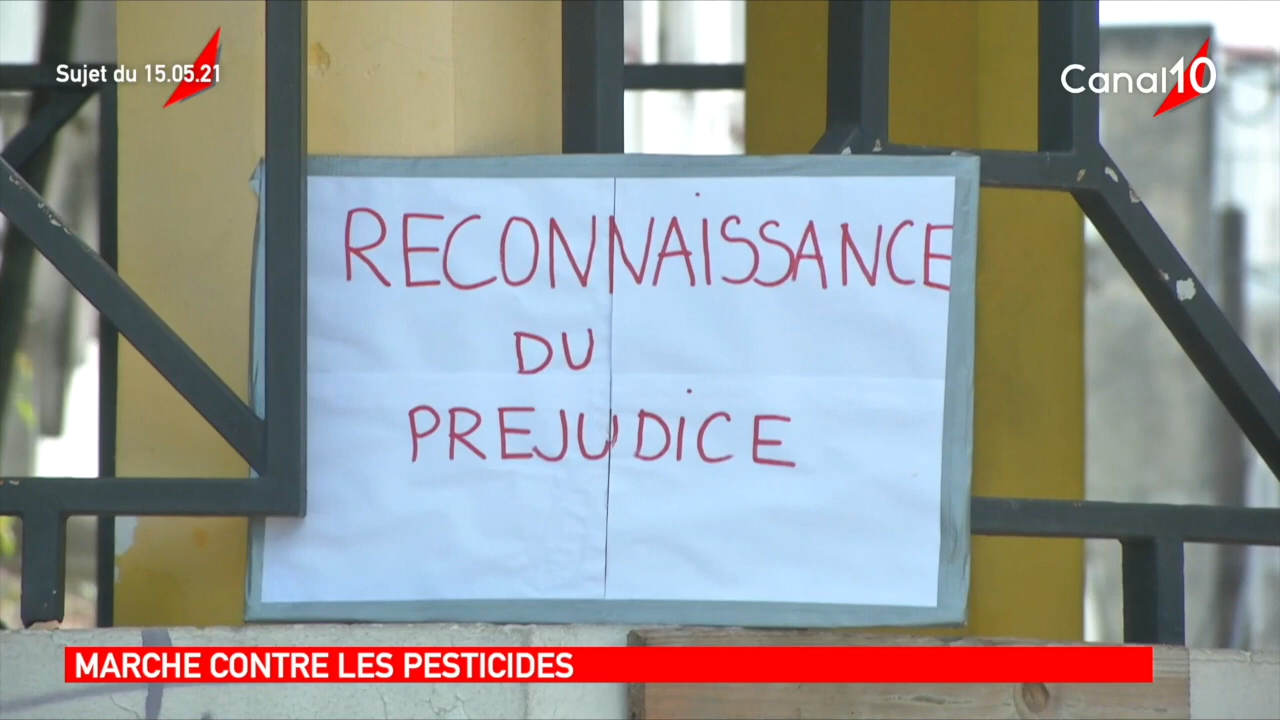 Sujet du 15.05.21
Canal10
RECONNAISSANCE
DU
PREJUDICE
MARCHE CONTRE LES PESTICIDES